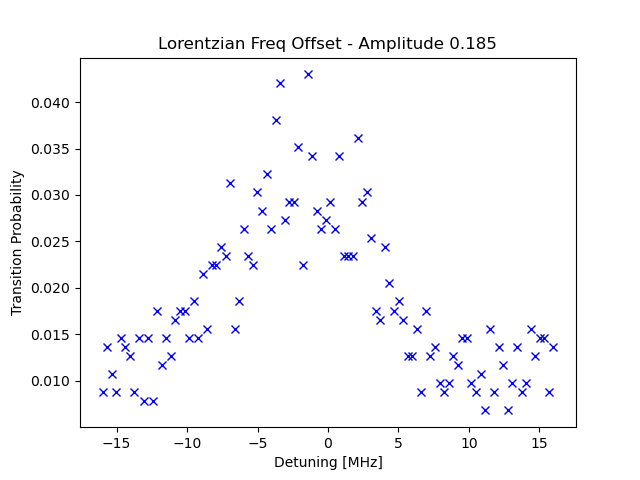 Lorentzian Freq Offset - Amplitude 0.185
Transition Probability
0.040
0.035
0.030
0.025
0.020
0.015
0.010
−15 −10 −5 0 5 10 15
Detuning [MHz]